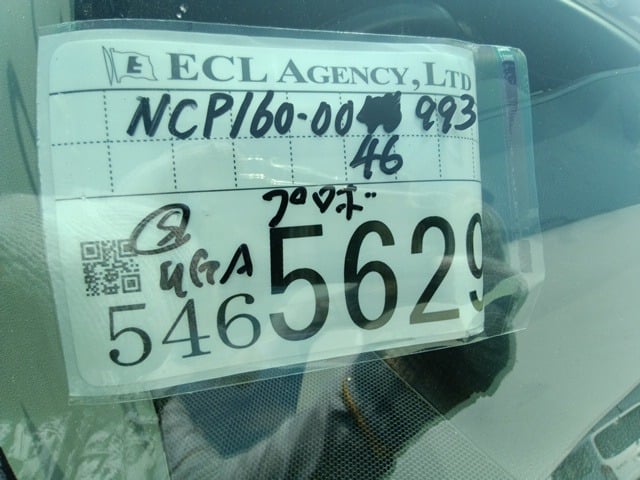 E ECL AGENCY, LTD
NCP160-00 993
46
プロボ
UGA
546 5629